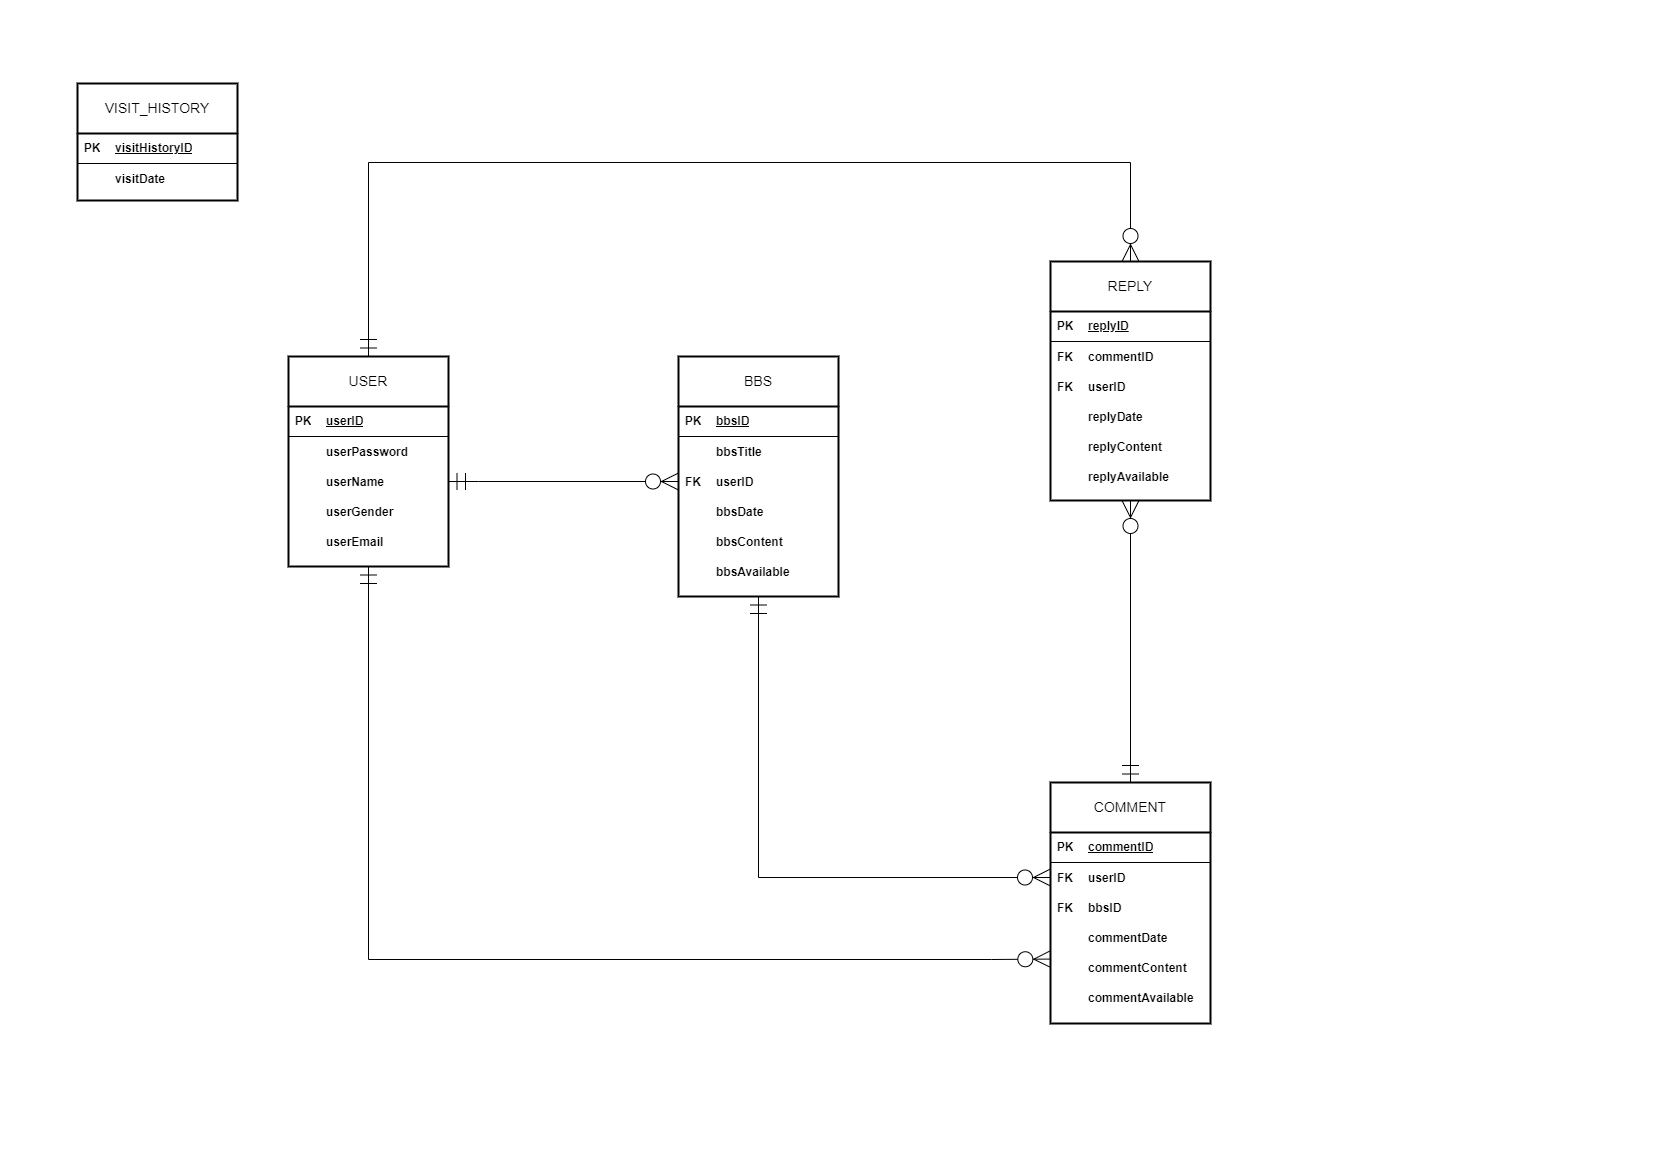 VISIT_HISTORY
PK visitHistoryID
visitDate
REPLY
PK replyID
FK commentID
FK userID
replyDate
replyContent
replyAvailable
USER
PK userID
userPassword
userName
userGender
userEmail
BBS
PK bbsID
bbsTitle
FK userID
bbsDate
bbsContent
bbsAvailable
COMMENT
PK commentID
FK userID
FK bbsID
commentDate
commentContent
commentAvailable